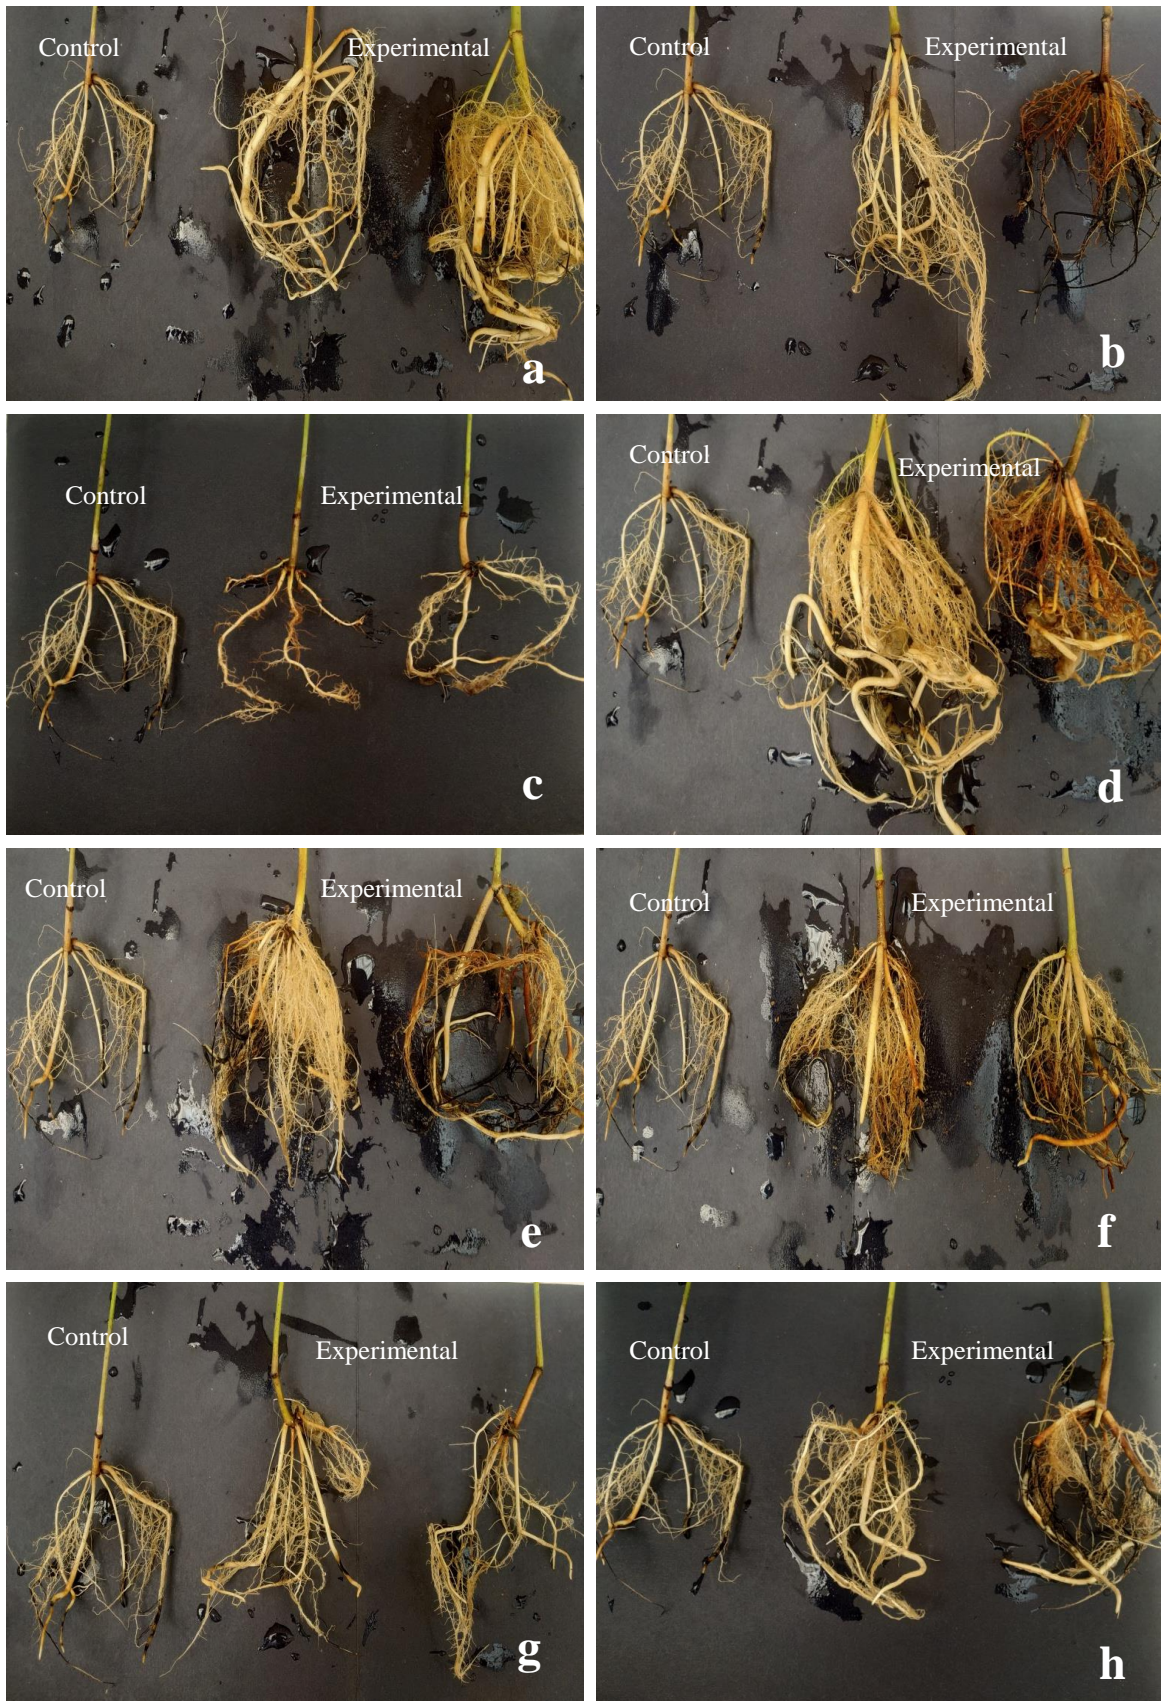 Control Experimental
a
Control Experimental
b
Control Experimental
c
Control Experimental
d
Control Experimental
e
Control Experimental
f
Control Experimental
g
Control Experimental
h